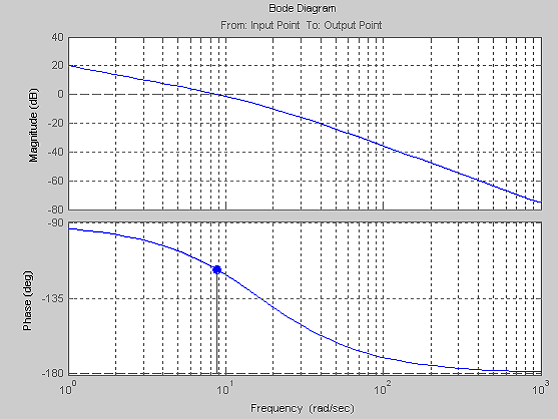 Bode Diagram
From: Input Point To: Output Point
Magnitude (dB)
40
20
0
-20
-40
-60
-80
Phase (deg)
-90
-135
-180
10^0
10^1
10^2
10^3
Frequency (rad/sec)